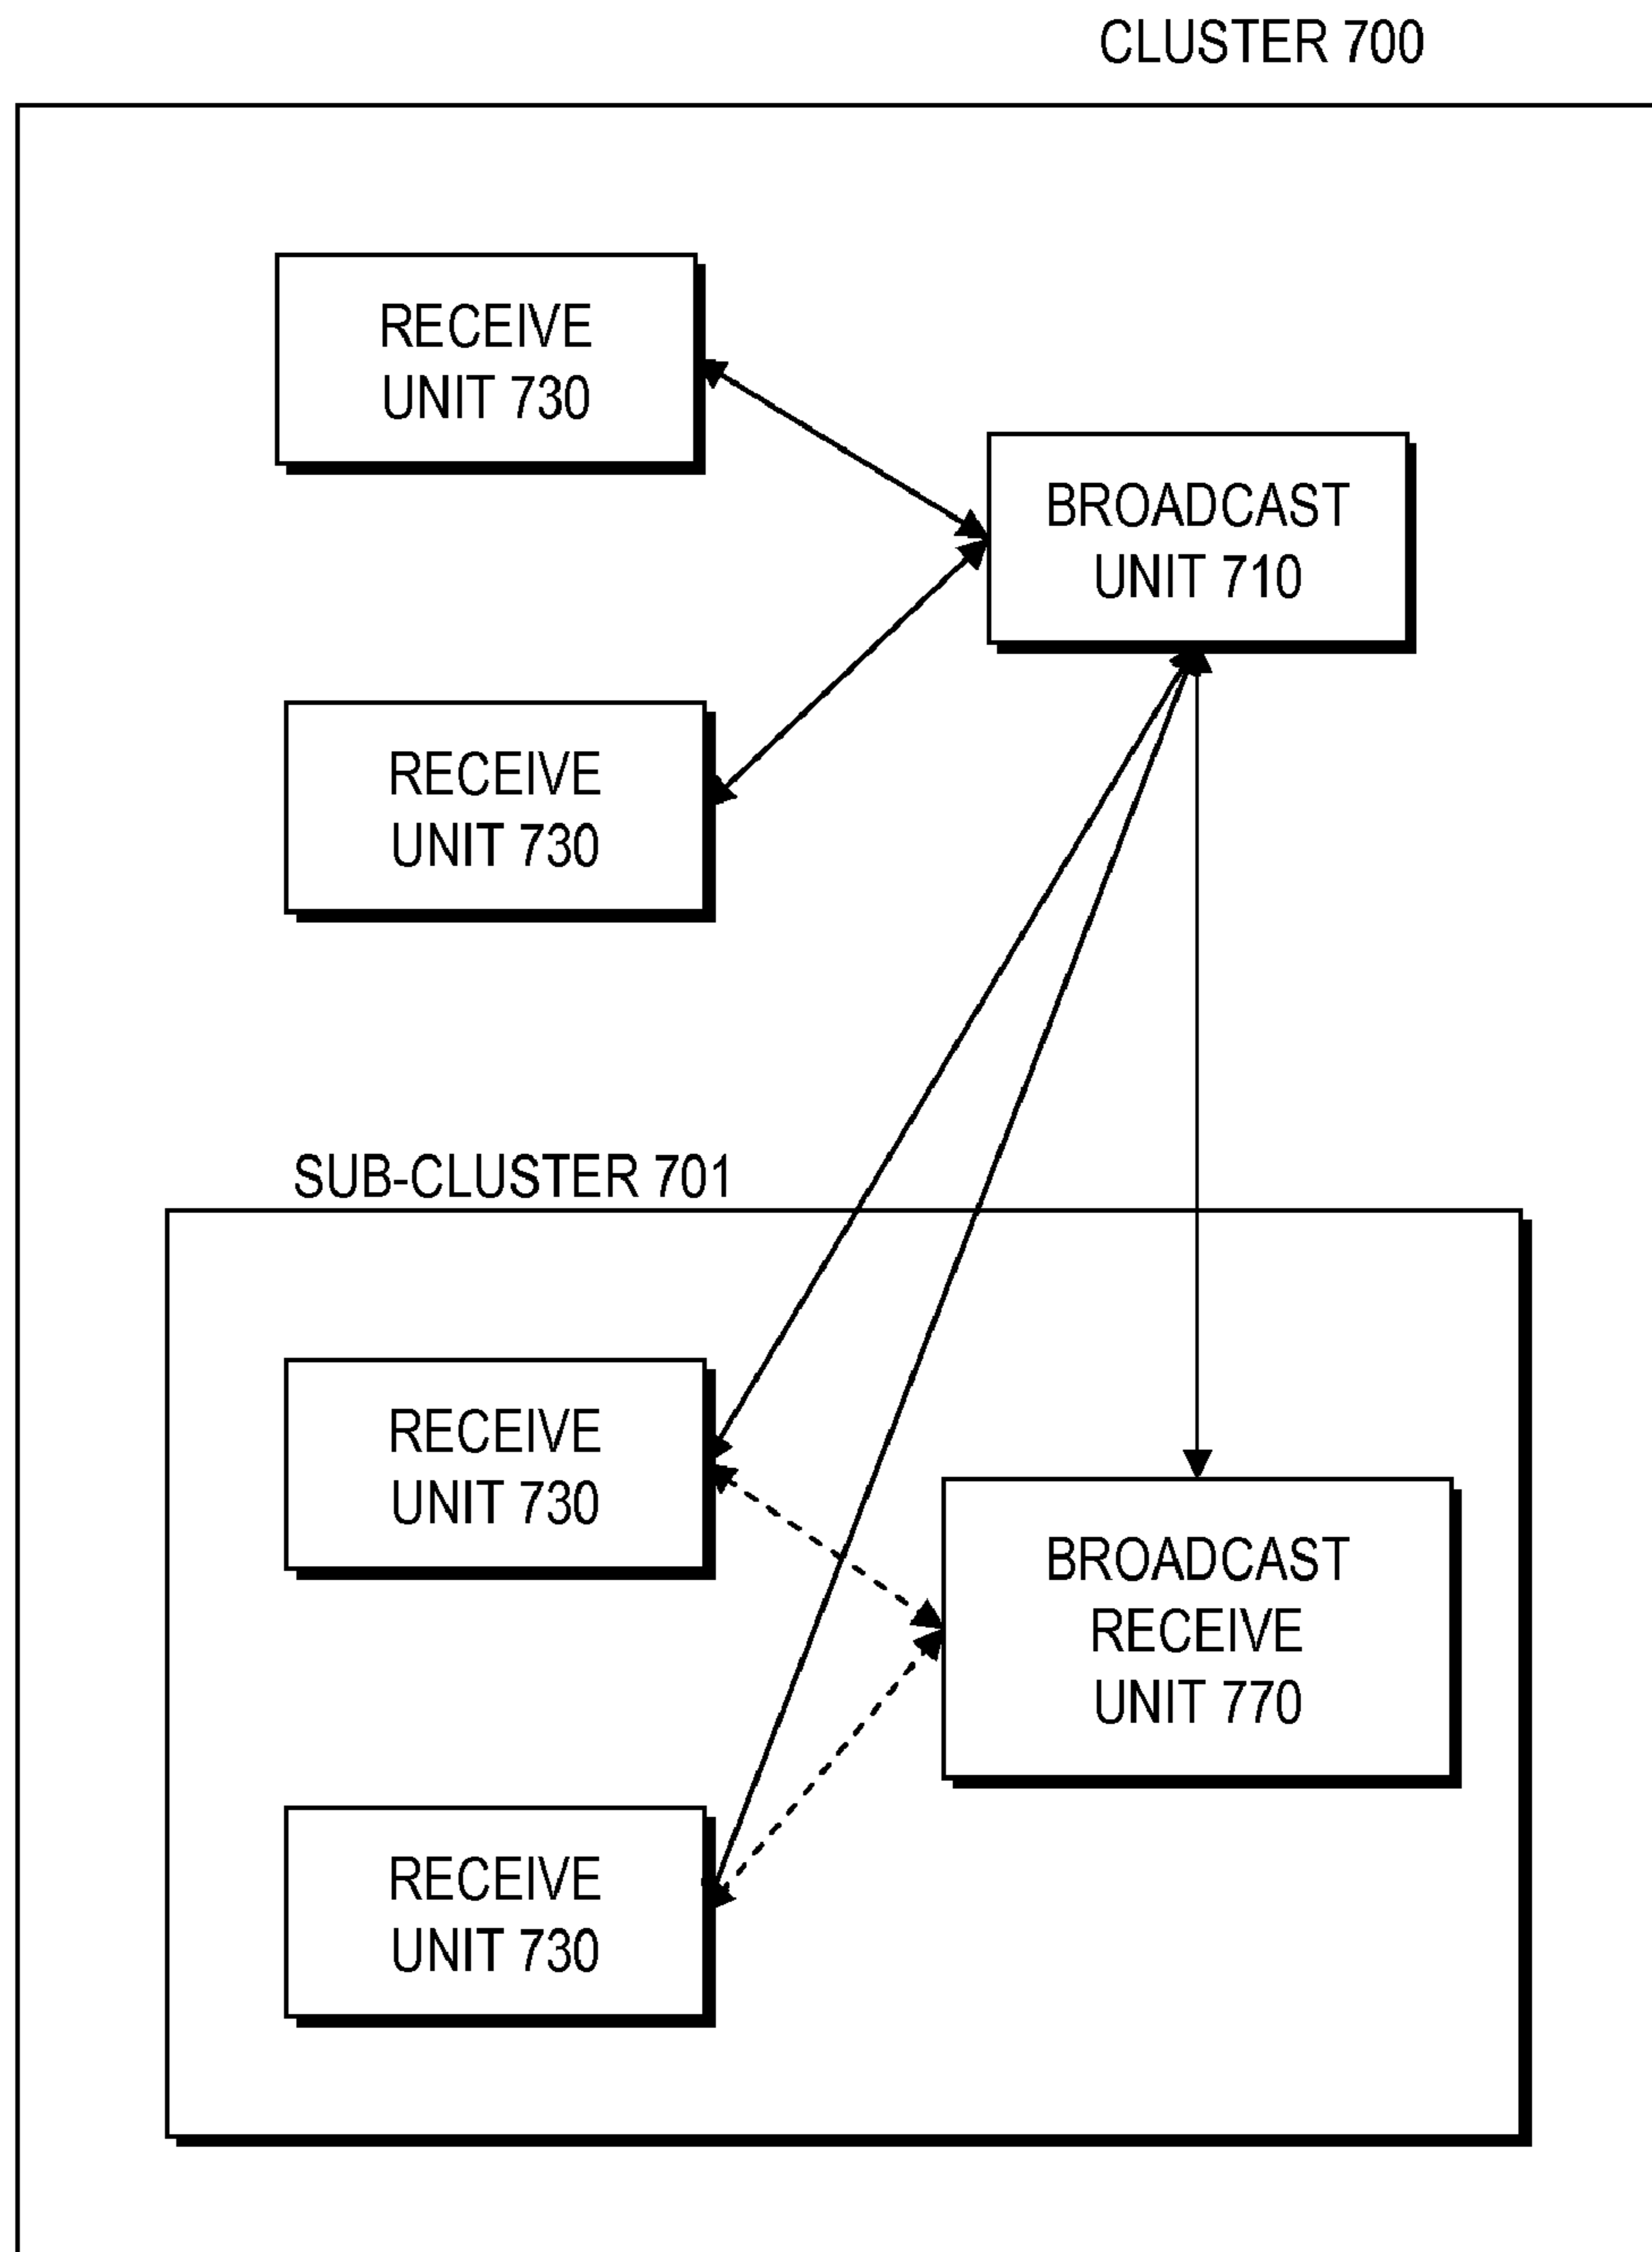 CLUSTER 700
RECEIVE
UNIT 730
BROADCAST
UNIT 710
RECEIVE
UNIT 730
SUB-CLUSTER 701
RECEIVE
UNIT 730
BROADCAST
RECEIVE
UNIT 770
RECEIVE
UNIT 730